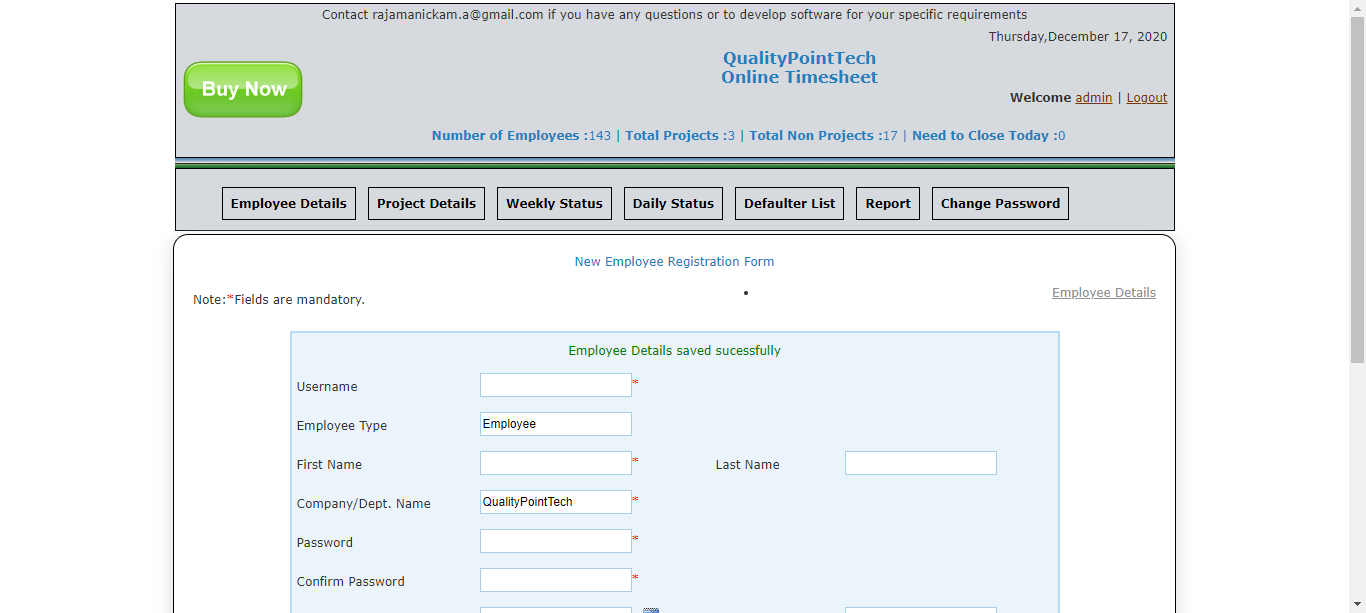 Contact rajamanickam.a@gmail.com if you have any questions or to develop software for your specific requirements
Thursday,December 17, 2020
QualityPointTech
Online Timesheet
Buy Now
Welcome admin | Logout
Number of Employees :143 | Total Projects :3 | Total Non Projects :17 | Need to Close Today :0
Employee Details Project Details Weekly Status Daily Status Defaulter List Report Change Password
New Employee Registration Form
Employee Details
Note:*Fields are mandatory.
Employee Details saved sucessfully
Username *
Employee Type Employee
First Name * Last Name
Company/Dept. Name QualityPointTech *
Password *
Confirm Password *